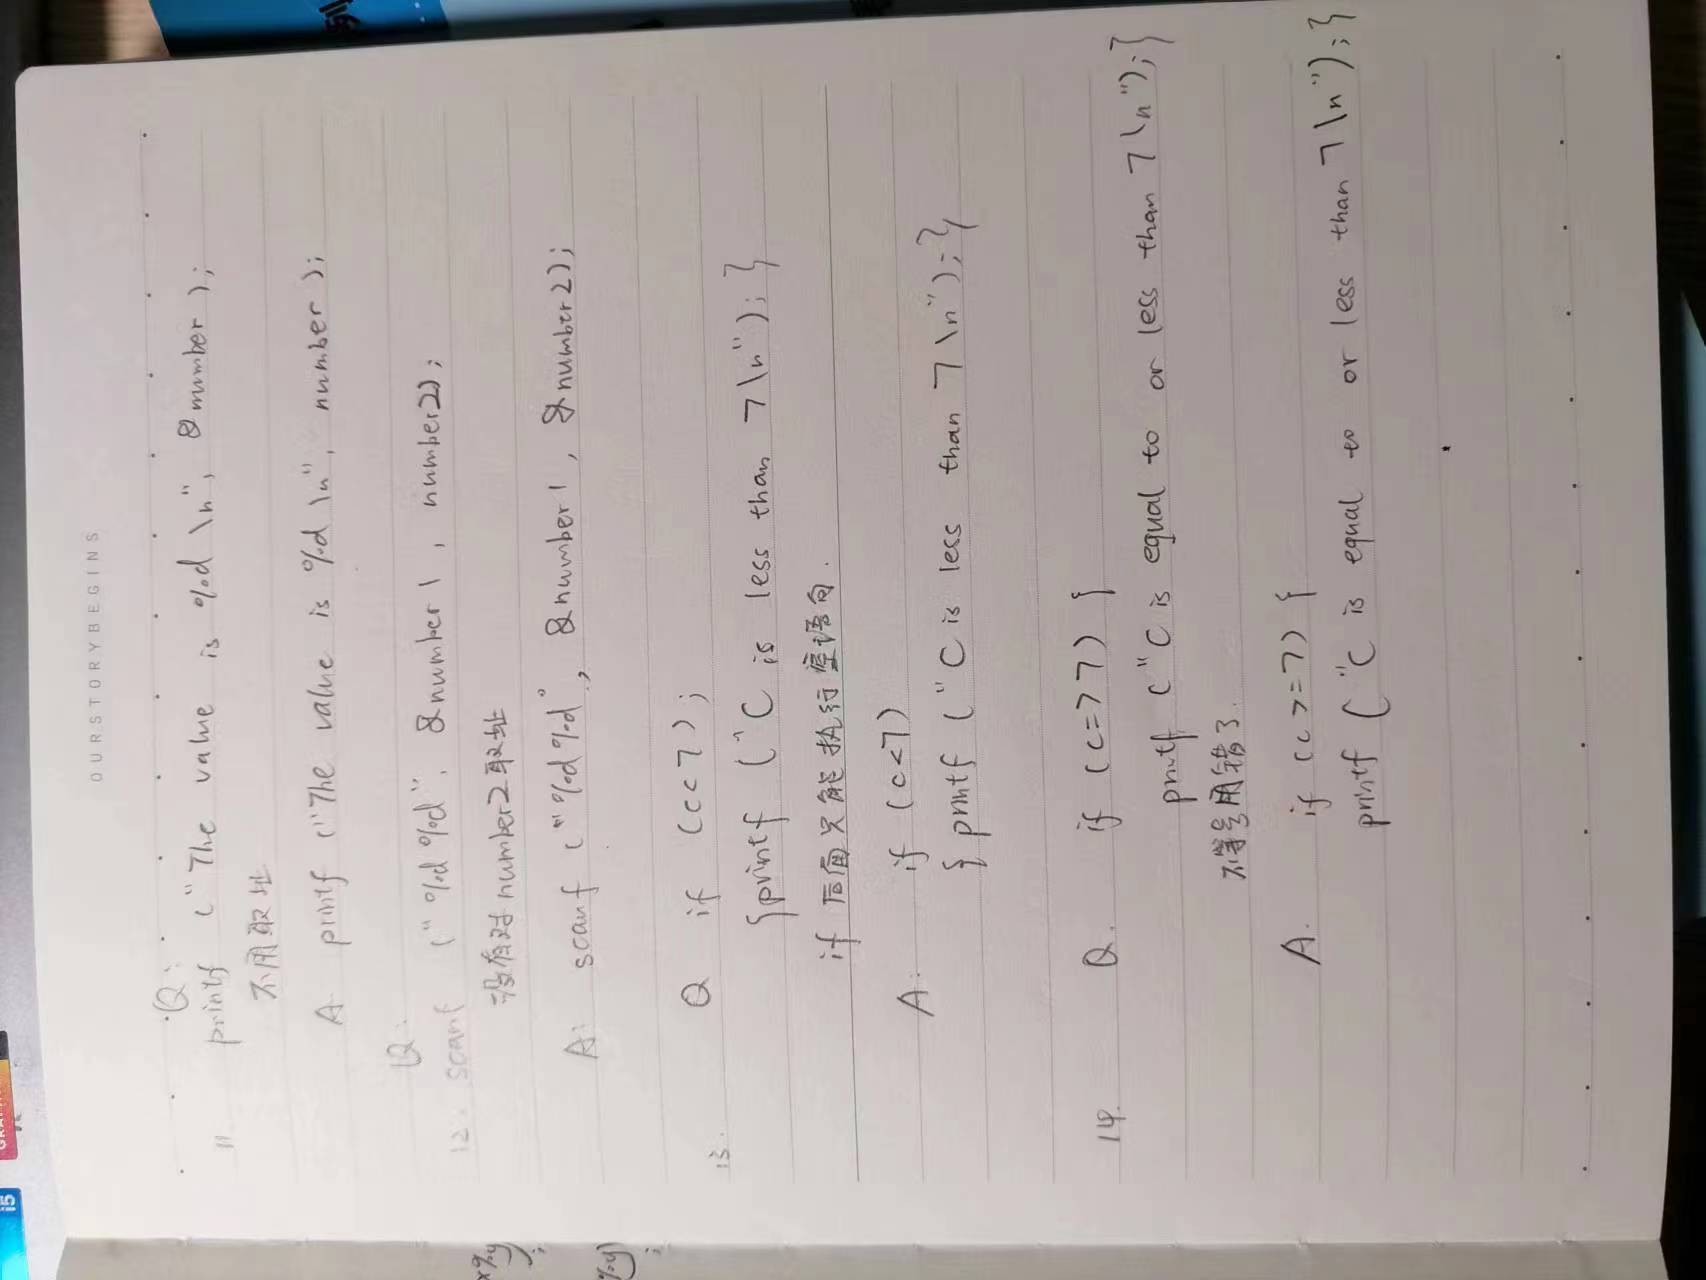 OURSTORYBEGINS
Q:
11 printf ("The value is %d \n", &number);
不用取址
A. printf ("The value is %d \n", number);
Q:
12. scanf ("%d %d", &number1, number2);
没有对number2取址
A: scanf ("%d%d", &number1, &number2);
13. Q if (c<7);
{printf ("C is less than 7\n");}
if 后面只能执行空语句.
A. if (c<7)
{printf ("C is less than 7\n");}
14. Q. if (c=>7) {
printf ("C is equal to or less than 7\n");}
不等号用错了.
A. if (c>=7) {
printf ("C is equal to or less than 7\n");}
x%y
i5